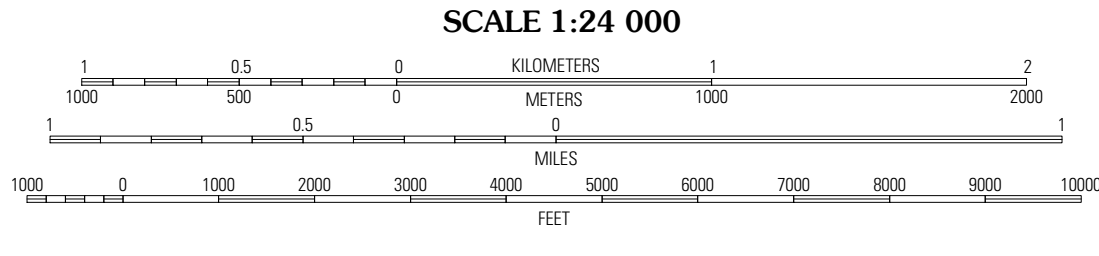 SCALE 1:24 000
1 0.5 0 KILOMETERS 1 2
1000 500 0 METERS 1000 2000
1 0.5 0 1
MILES
1000 0 1000 2000 3000 4000 5000 6000 7000 8000 9000 10000
FEET